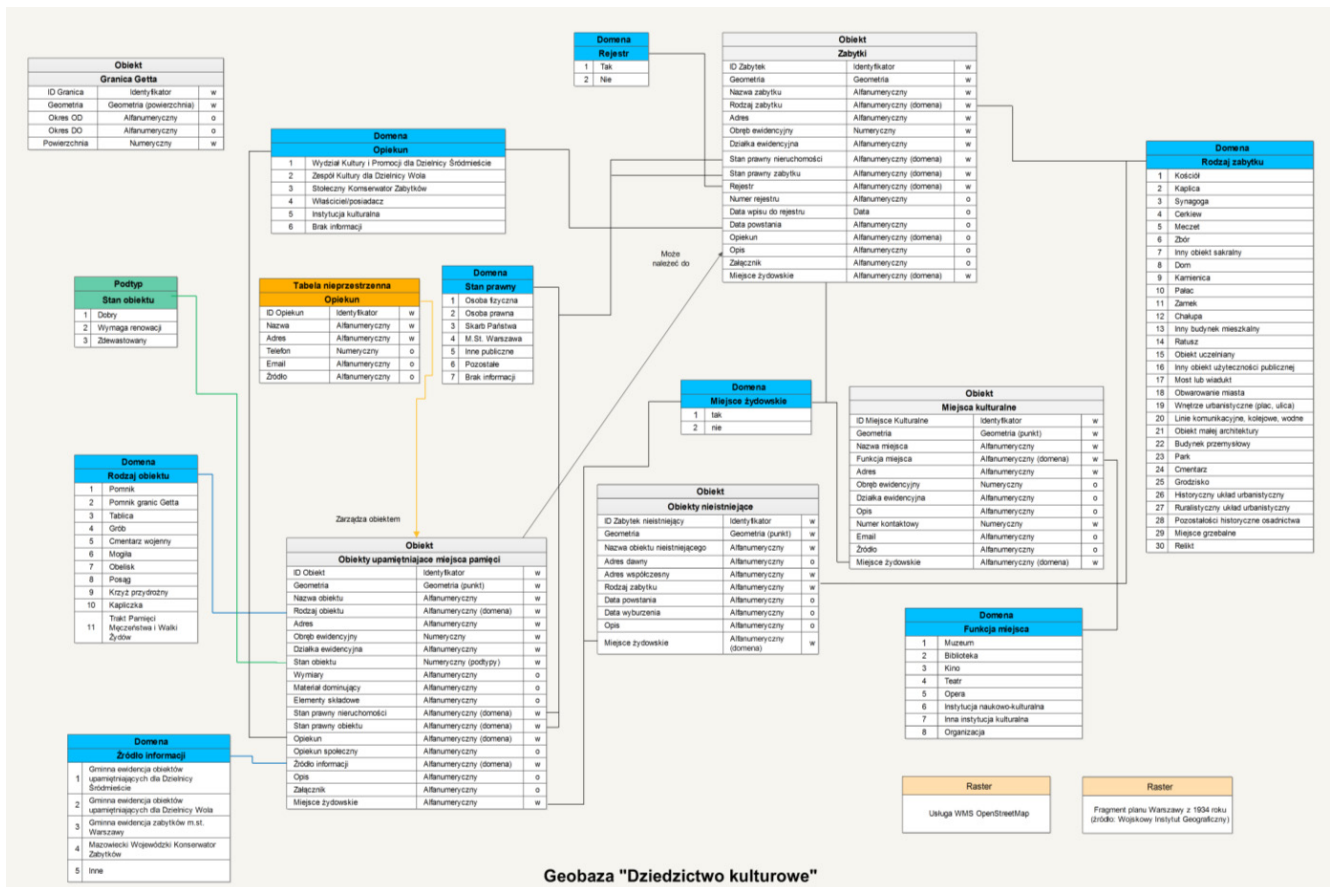 Obiekt
Granica Getta
ID Granica Identyfikator w
Geometria Geometria (powierzchnia) w
Okres OD Alfanumeryczny o
Okres DO Alfanumeryczny o
Powierzchnia Numeryczny w
Domena
Rejestr
1 Tak
2 Nie
Obiekt
Zabytki
ID Zabytek Identyfikator w
Geometria Geometria w
Nazwa zabytku Alfanumeryczny w
Rodzaj zabytku Alfanumeryczny (domena) w
Adres Alfanumeryczny w
Obręb ewidencyjny Numeryczny w
Działka ewidencyjna Alfanumeryczny w
Stan prawny nieruchomości Alfanumeryczny (domena) w
Stan prawny zabytku Alfanumeryczny (domena) w
Rejestr Alfanumeryczny (domena) w
Numer rejestru Alfanumeryczny o
Data wpisu do rejestru Data o
Data powstania Alfanumeryczny o
Opiekun Alfanumeryczny (domena) o
Opis Alfanumeryczny o
Załącznik Alfanumeryczny o
Miejsce żydowskie Alfanumeryczny (domena) w
Domena
Opiekun
1 Wydział Kultury i Promocji dla Dzielnicy Śródmieście
2 Zespół Kultury dla Dzielnicy Wola
3 Stołeczny Komserwator Zabytków
4 Właściciel/posiadacz
5 Instytucja kulturalna
6 Brak informacji
Domena
Rodzaj zabytku
1 Kościół
2 Kaplica
3 Synagoga
4 Cerkiew
5 Meczet
6 Zbór
7 Inny obiekt sakralny
8 Dom
9 Kamienica
10 Pałac
11 Zamek
12 Chałupa
13 Inny budynek mieszkalny
14 Ratusz
15 Obiekt uczelniany
16 Inny obiekt użyteczności publicznej
17 Most lub wiadukt
18 Obwarowanie miasta
19 Wnętrze urbanistyczne (plac, ulica)
20 Linie komunikacyjne, kolejowe, wodne
21 Obiekt małej architektury
22 Budynek przemysłowy
23 Park
24 Cmentarz
25 Grodzisko
26 Historyczny układ urbanistyczny
27 Ruralistyczny układ urbanistyczny
28 Pozostałości historyczne osadnictwa
29 Miejsce grzebalne
30 Relikt
Może
należeć do
Podtyp
Stan obiektu
1 Dobry
2 Wymaga renowacji
3 Zdewastowany
Tabela nieprzestrzenna
Opiekun
ID Opiekun Identyfikator w
Nazwa Alfanumeryczny w
Adres Alfanumeryczny w
Telefon Numeryczny o
Email Alfanumeryczny o
Źródło Alfanumeryczny o
Domena
Stan prawny
1 Osoba fizyczna
2 Osoba prawna
3 Skarb Państwa
4 M.St. Warszawa
5 Inne publiczne
6 Pozostałe
7 Brak informacji
Domena
Miejsce żydowskie
1 tak
2 nie
Obiekt
Miejsca kulturalne
ID Miejsce Kulturalne Identyfikator w
Geometria Geometria (punkt) w
Nazwa miejsca Alfanumeryczny w
Funkcja miejsca Alfanumeryczny (domena) w
Adres Alfanumeryczny w
Obręb ewidencyjny Numeryczny o
Działka ewidencyjna Alfanumeryczny o
Opis Alfanumeryczny o
Numer kontaktowy Numeryczny w
Email Alfanumeryczny o
Źródło Alfanumeryczny o
Miejsce żydowskie Alfanumeryczny (domena) w
Domena
Rodzaj obiektu
1 Pomnik
2 Pomnik granic Getta
3 Tablica
4 Grób
5 Cmentarz wojenny
6 Mogiła
7 Obelisk
8 Posąg
9 Krzyż przydrożny
10 Kapliczka
11 Trakt Pamięci
Męczeństwa i Walki
Żydów
Zarządza obiektem
Obiekt
Obiekty nieistniejące
ID Zabytek nieistniejący Identyfikator w
Geometria Geometria (punkt) w
Nazwa obiektu nieistniejącego Alfanumeryczny w
Adres dawny Alfanumeryczny o
Adres współczesny Alfanumeryczny w
Rodzaj zabytku Alfanumeryczny w
Data powstania Alfanumeryczny o
Data wyburzenia Alfanumeryczny o
Opis Alfanumeryczny o
Miejsce żydowskie Alfanumeryczny
(domena) w
Obiekt
Obiekty upamiętniajace miejsca pamięci
ID Obiekt Identyfikator w
Geometria Geometria (punkt) w
Nazwa obiektu Alfanumeryczny w
Rodzaj obiektu Alfanumeryczny (domena) w
Adres Alfanumeryczny w
Obręb ewidencyjny Numeryczny w
Działka ewidencyjna Alfanumeryczny w
Stan obiektu Numeryczny (podtypy) w
Wymiary Alfanumeryczny o
Materiał dominujący Alfanumeryczny o
Elementy składowe Alfanumeryczny o
Stan prawny nieruchomości Alfanumeryczny (domena) w
Stan prawny obiektu Alfanumeryczny (domena) w
Opiekun Alfanumeryczny (domena) w
Opiekun społeczny Alfanumeryczny o
Źródło informacji Alfanumeryczny (domena) w
Opis Alfanumeryczny o
Załącznik Alfanumeryczny o
Miejsce żydowskie Alfanumeryczny w
Domena
Funkcja miejsca
1 Muzeum
2 Biblioteka
3 Kino
4 Teatr
5 Opera
6 Instytucja naukowo-kulturalna
7 Inna instytucja kulturalna
8 Organizacja
Domena
Źródło informacji
1 Gminna ewidencja obiektów
upamiętniających dla Dzielnicy
Śródmieście
2 Gminna ewidencja obiektów
upamiętniających dla Dzielnicy Wola
3 Gminna ewidencja zabytków m.st.
Warszawy
4 Mazowiecki Wojewódzki Konserwator
Zabytków
5 Inne
Raster
Usługa WMS OpenStreetMap
Raster
Fragment planu Warszawy z 1934 roku
(źródło: Wojskowy Instytut Geograficzny)
Geobaza "Dziedzictwo kulturowe"